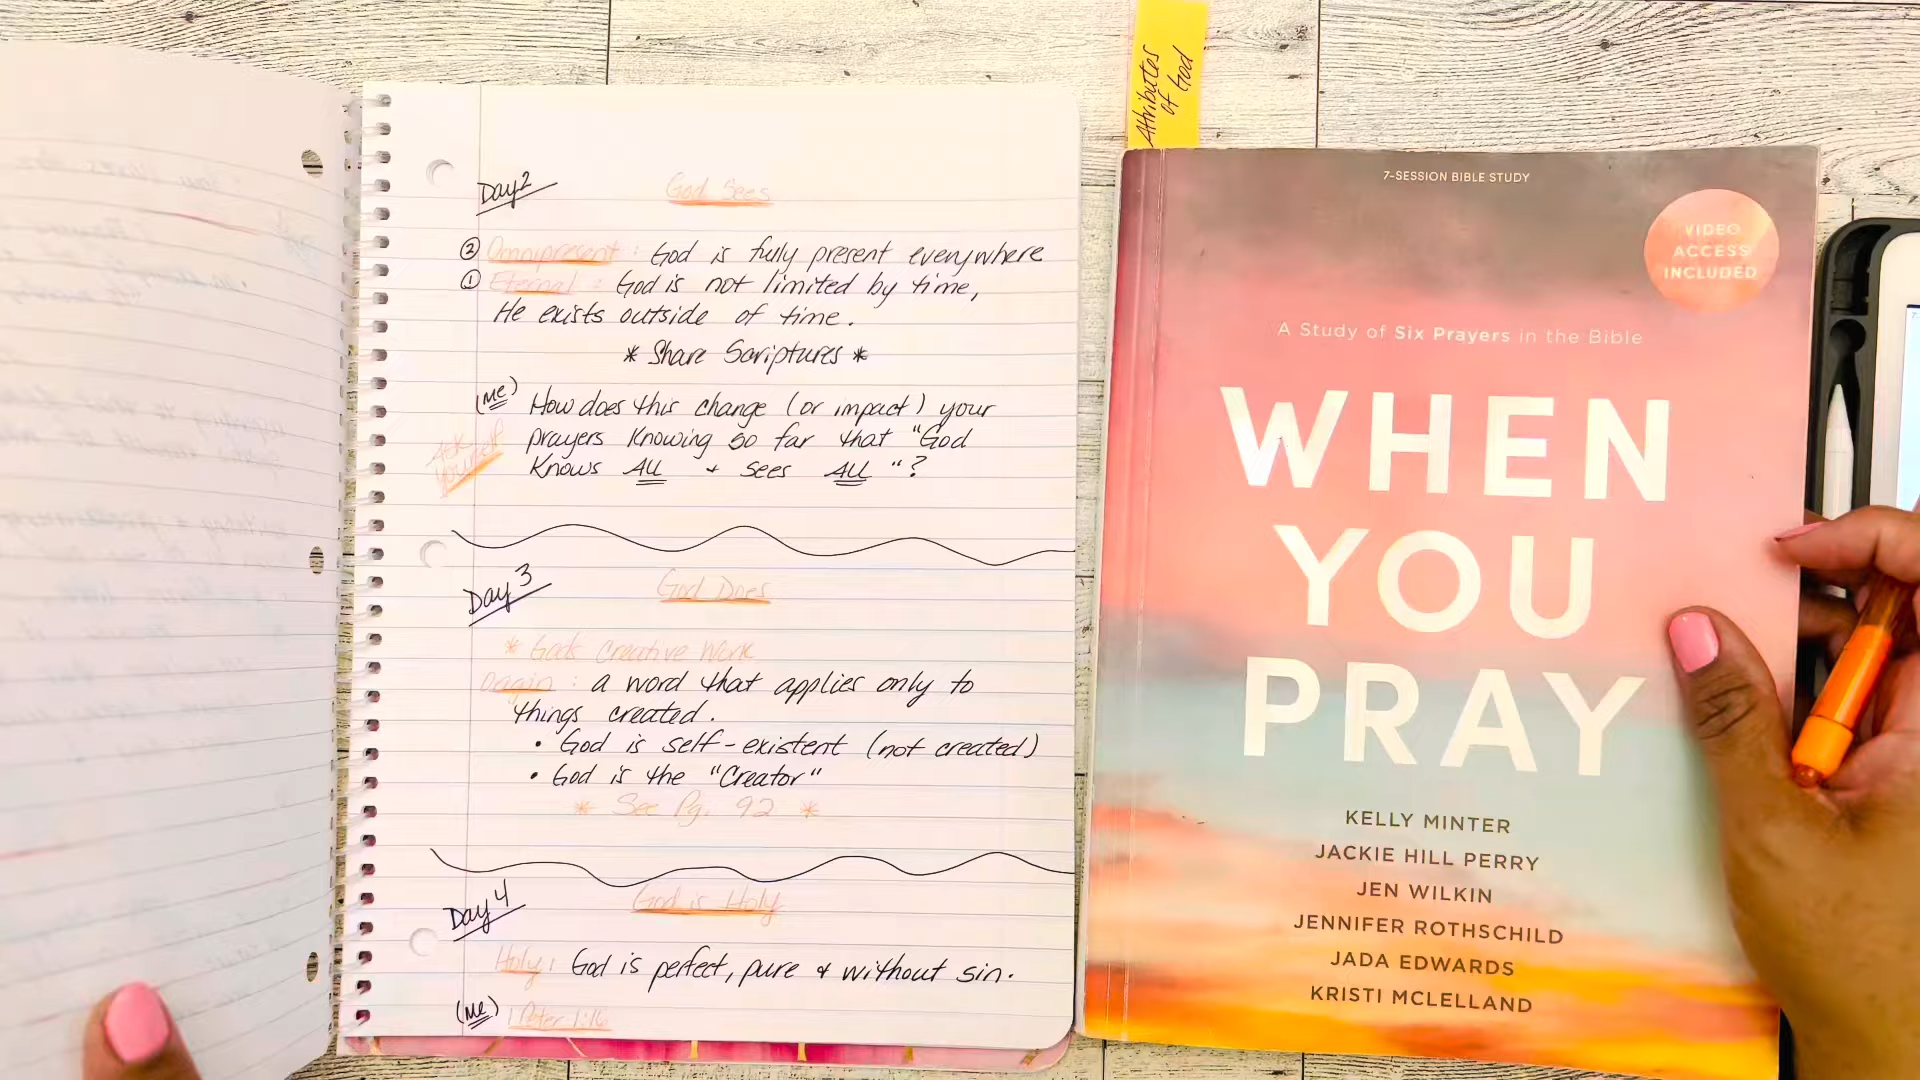 Day 2
God Sees
② Omnipresent: God is fully present everywhere
① Eternal: God is not limited by time,
He exists outside of time.
* Share Scriptures *
(Me) How does this change (or impact) your
Ask yourself
prayers knowing so far that "God
knows ALL + sees ALL"?
Day 3
God Does
* Gods Creative Work
Origin: a word that applies only to
things created.
• God is self-existent (not created)
• God is the "Creator"
* See Pg. 92 *
Day 4
God is Holy
Holy: God is perfect, pure & without sin.
(Me) 1 Peter 1:16
Attributes
of God
7-SESSION BIBLE STUDY
VIDEO
ACCESS
INCLUDED
A Study of Six Prayers in the Bible
WHEN
YOU
PRAY
KELLY MINTER
JACKIE HILL PERRY
JEN WILKIN
JENNIFER ROTHSCHILD
JADA EDWARDS
KRISTI MCLELLAND